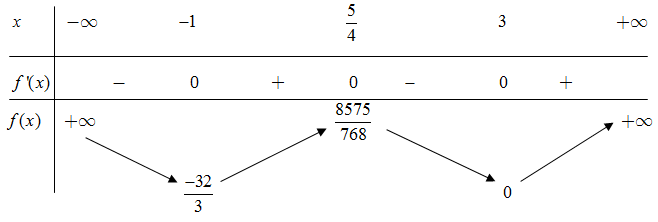 x −∞ −1 5/4 3 +∞
f'(x) − 0 + 0 − 0 +
f(x) +∞ −32/3 8575/768 0 +∞